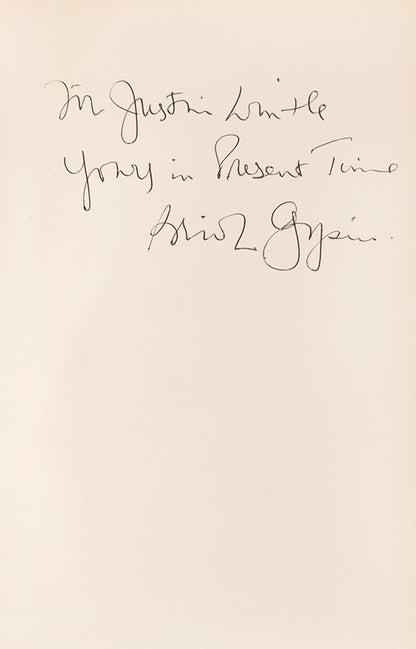 For Justin Wintle
Yours in Present Time
Brion Gysin.